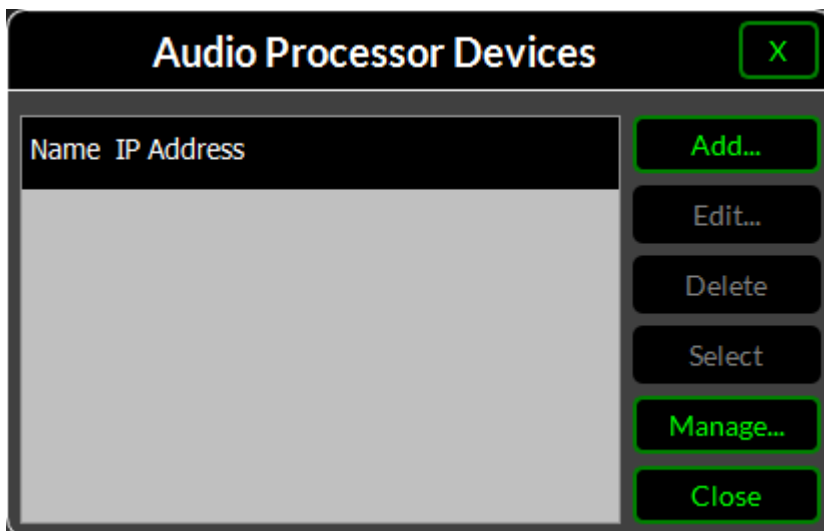 Audio Processor Devices
X
Name IP Address
Add...
Edit...
Delete
Select
Manage...
Close